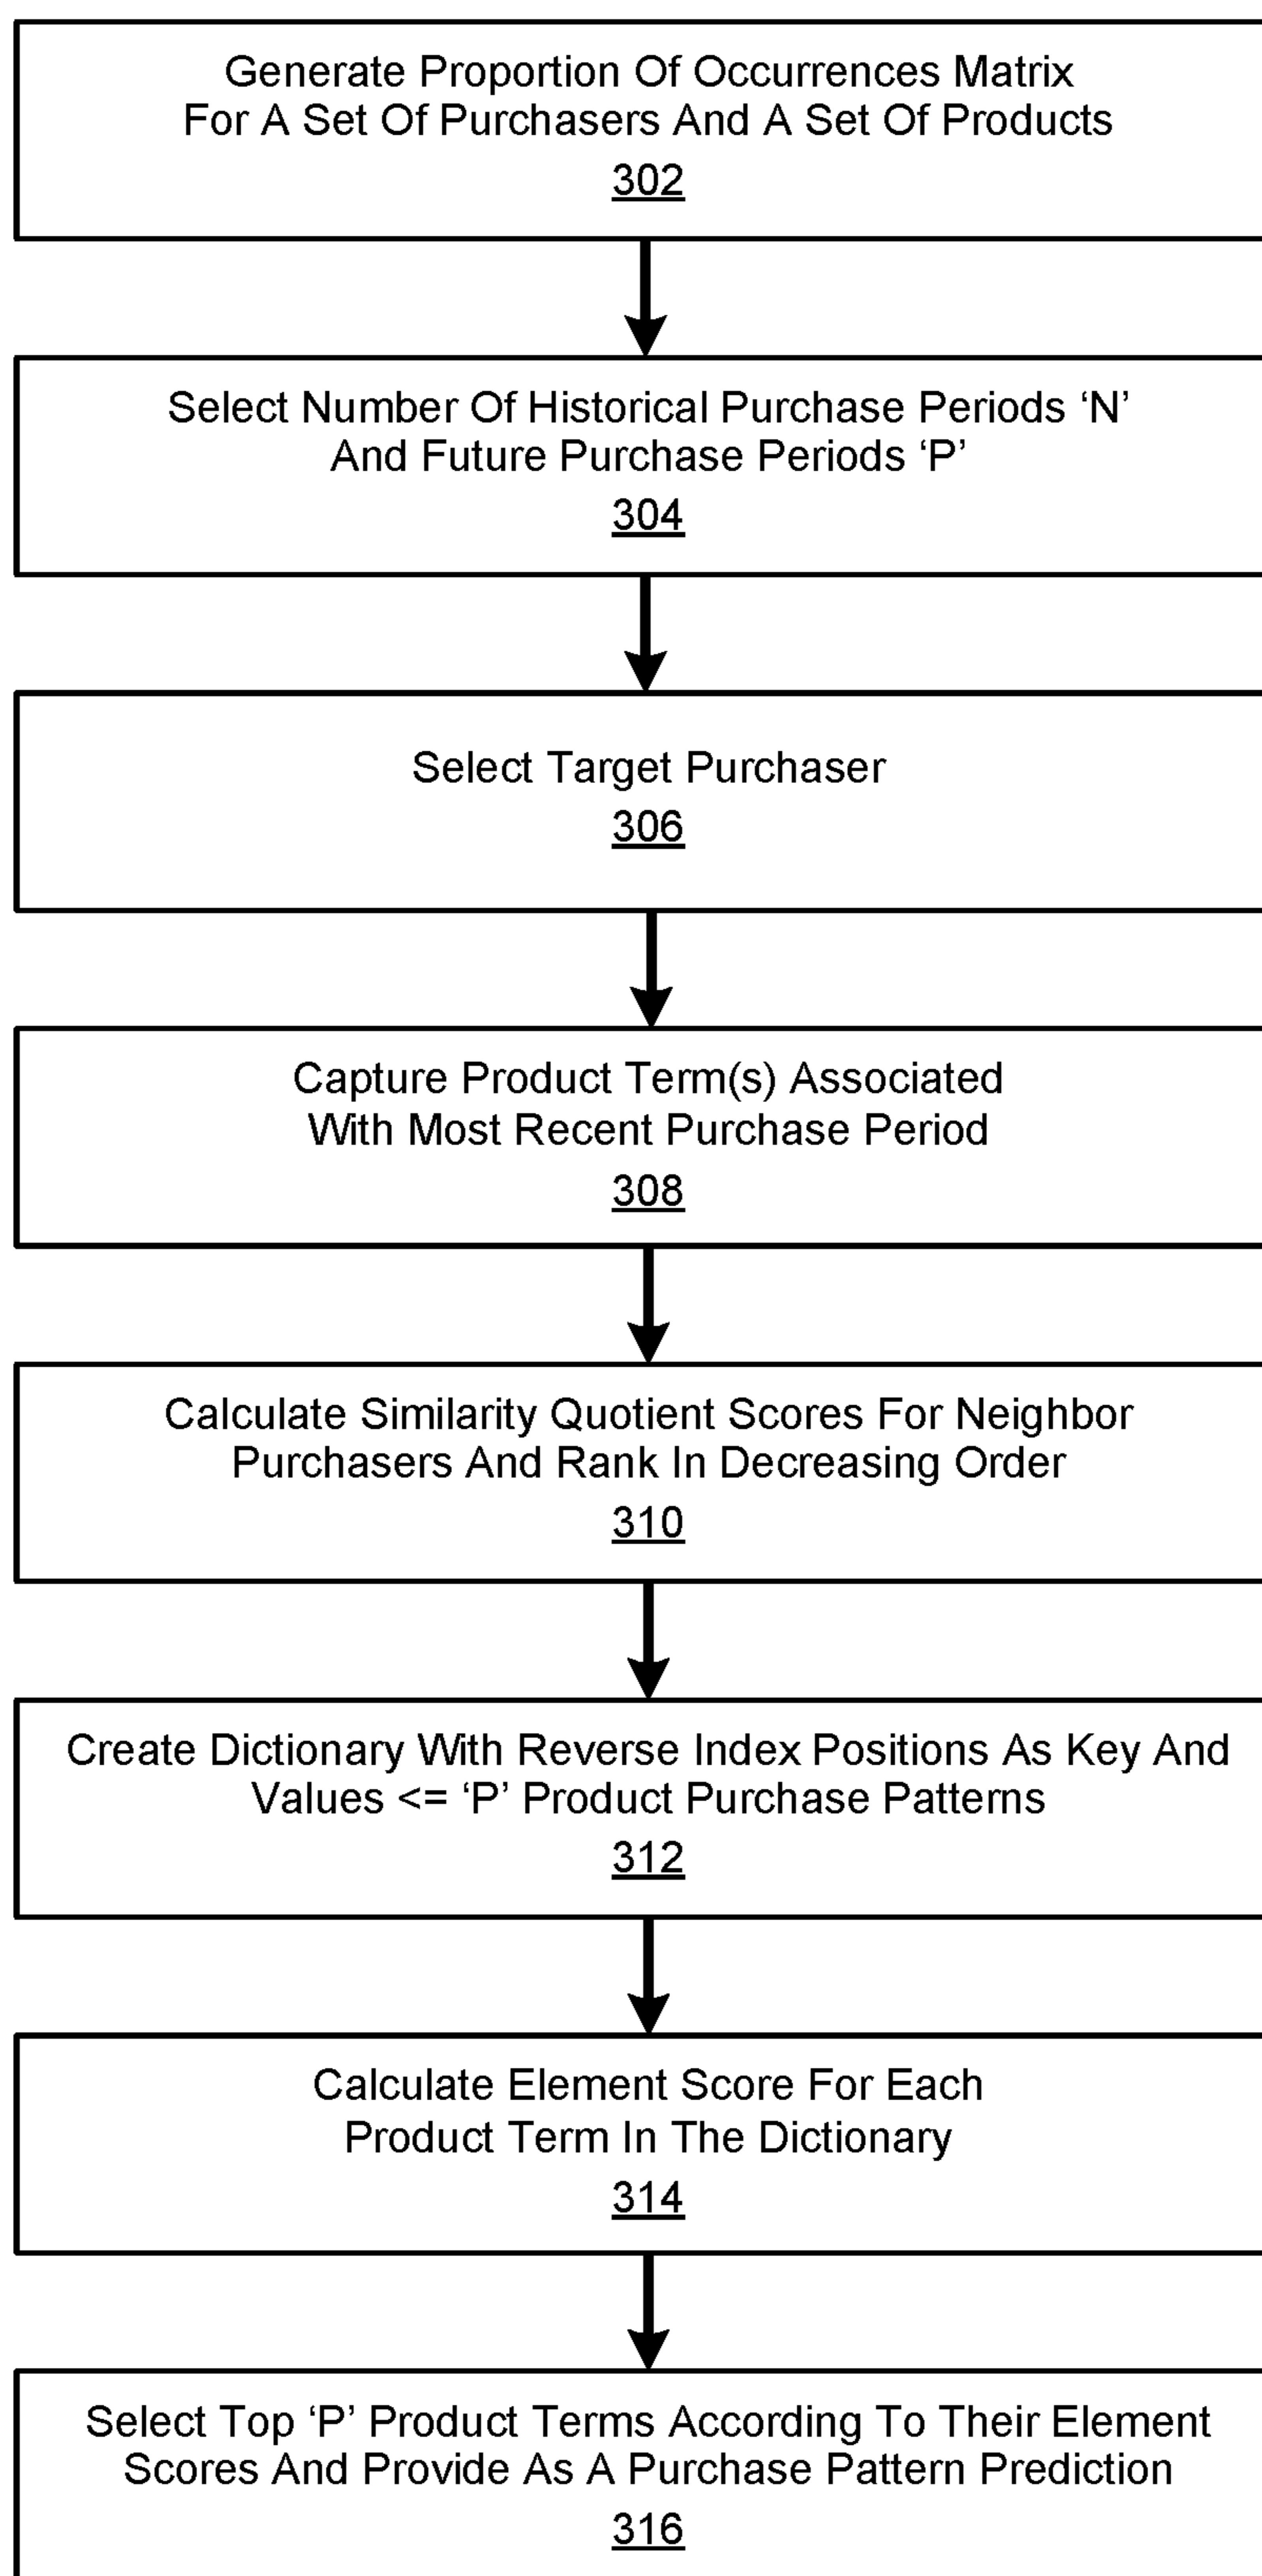 Generate Proportion Of Occurrences Matrix
For A Set Of Purchasers And A Set Of Products
302
Select Number Of Historical Purchase Periods ‘N’
And Future Purchase Periods ‘P’
304
Select Target Purchaser
306
Capture Product Term(s) Associated
With Most Recent Purchase Period
308
Calculate Similarity Quotient Scores For Neighbor
Purchasers And Rank In Decreasing Order
310
Create Dictionary With Reverse Index Positions As Key And
Values <= ‘P’ Product Purchase Patterns
312
Calculate Element Score For Each
Product Term In The Dictionary
314
Select Top ‘P’ Product Terms According To Their Element
Scores And Provide As A Purchase Pattern Prediction
316